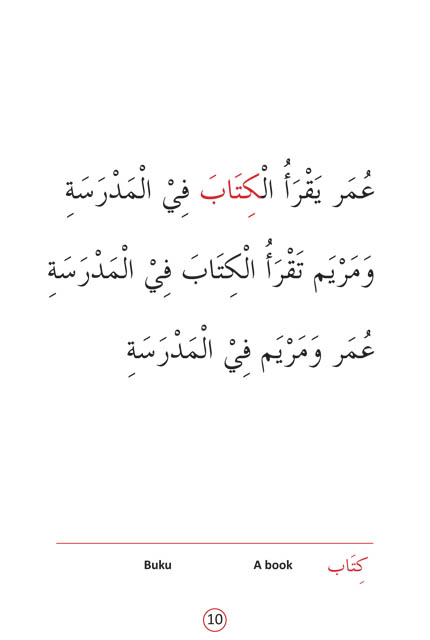 عُمَر يَقْرَأُ الْكِتَابَ فِيْ الْمَدْرَسَةِ
وَمَرْيَم تَقْرَأُ الْكِتَابَ فِيْ الْمَدْرَسَةِ
عُمَر وَمَرْيَم فِيْ الْمَدْرَسَةِ
Buku A book كِتَاب
10